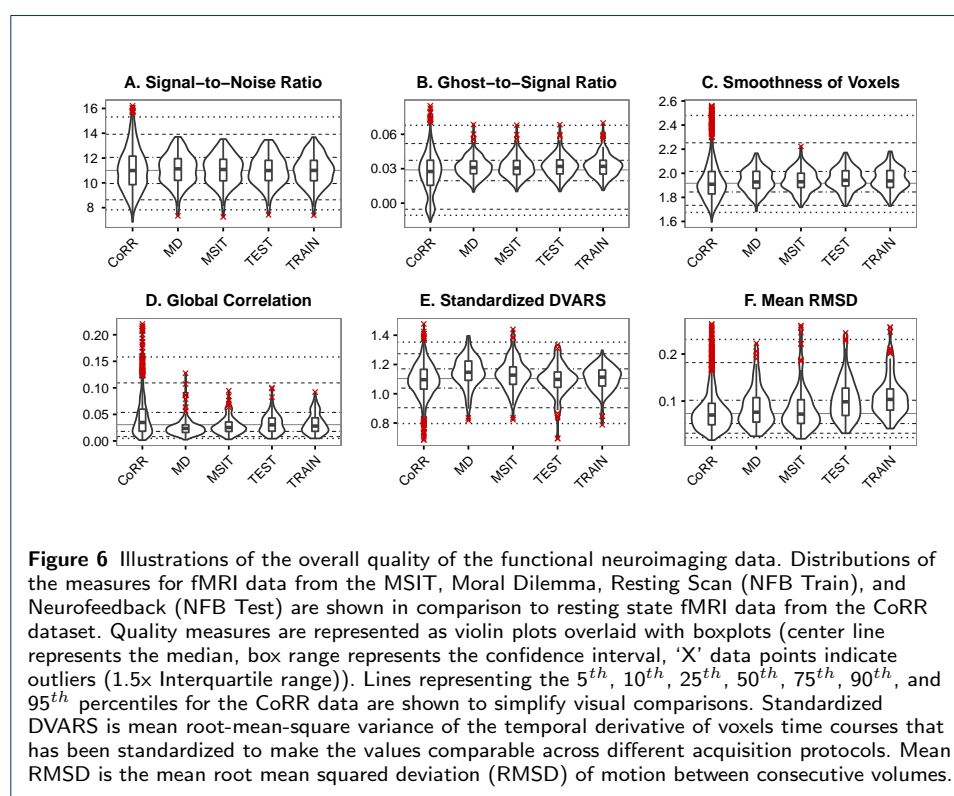 A. Signal−to−Noise Ratio
16
14
12
10
8
CoRR
MD
MSIT
TEST
TRAIN
B. Ghost−to−Signal Ratio
0.06
0.03
0.00
CoRR
MD
MSIT
TEST
TRAIN
C. Smoothness of Voxels
2.6
2.4
2.2
2.0
1.8
1.6
CoRR
MD
MSIT
TEST
TRAIN
D. Global Correlation
0.20
0.15
0.10
0.05
0.00
CoRR
MD
MSIT
TEST
TRAIN
E. Standardized DVARS
1.4
1.2
1.0
0.8
CoRR
MD
MSIT
TEST
TRAIN
F. Mean RMSD
0.2
0.1
CoRR
MD
MSIT
TEST
TRAIN
Figure 6 Illustrations of the overall quality of the functional neuroimaging data. Distributions of
the measures for fMRI data from the MSIT, Moral Dilemma, Resting Scan (NFB Train), and
Neurofeedback (NFB Test) are shown in comparison to resting state fMRI data from the CoRR
dataset. Quality measures are represented as violin plots overlaid with boxplots (center line
represents the median, box range represents the confidence interval, ‘X’ data points indicate
outliers (1.5x Interquartile range)). Lines representing the 5th, 10th, 25th, 50th, 75th, 90th, and
95th percentiles for the CoRR data are shown to simplify visual comparisons. Standardized
DVARS is mean root-mean-square variance of the temporal derivative of voxels time courses that
has been standardized to make the values comparable across different acquisition protocols. Mean
RMSD is the mean root mean squared deviation (RMSD) of motion between consecutive volumes.